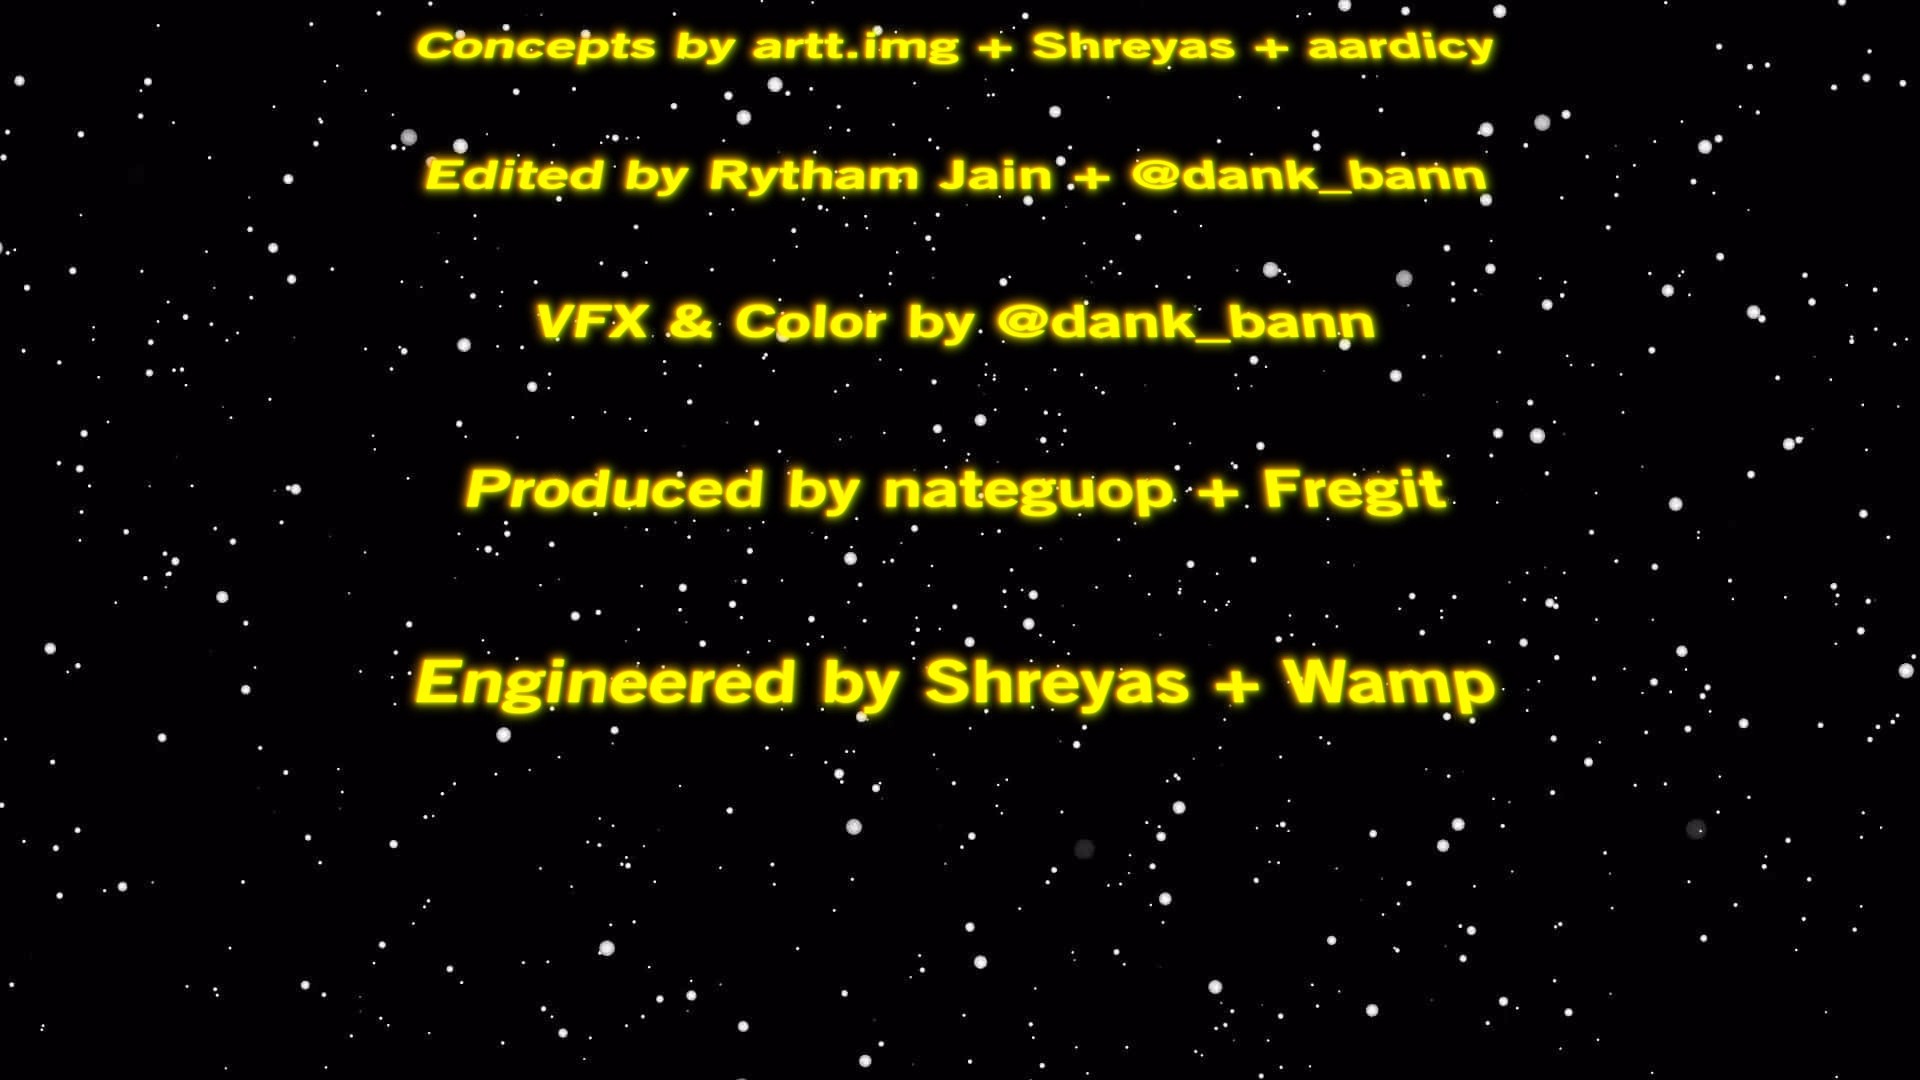 Concepts by artt.img + Shreyas + aardicy
Edited by Rytham Jain + @dank_bann
VFX & Color by @dank_bann
Produced by nateguop + Fregit
Engineered by Shreyas + Wamp